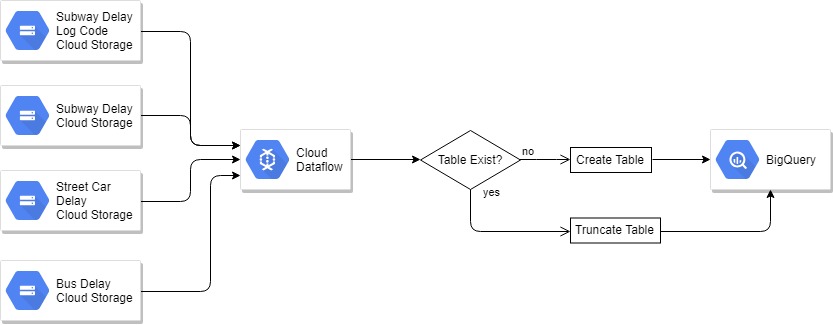 Subway Delay
Log Code
Cloud Storage
Subway Delay
Cloud Storage
Street Car
Delay
Cloud Storage
Bus Delay
Cloud Storage
Cloud
Dataflow
Table Exist?
no
yes
Create Table
Truncate Table
BigQuery